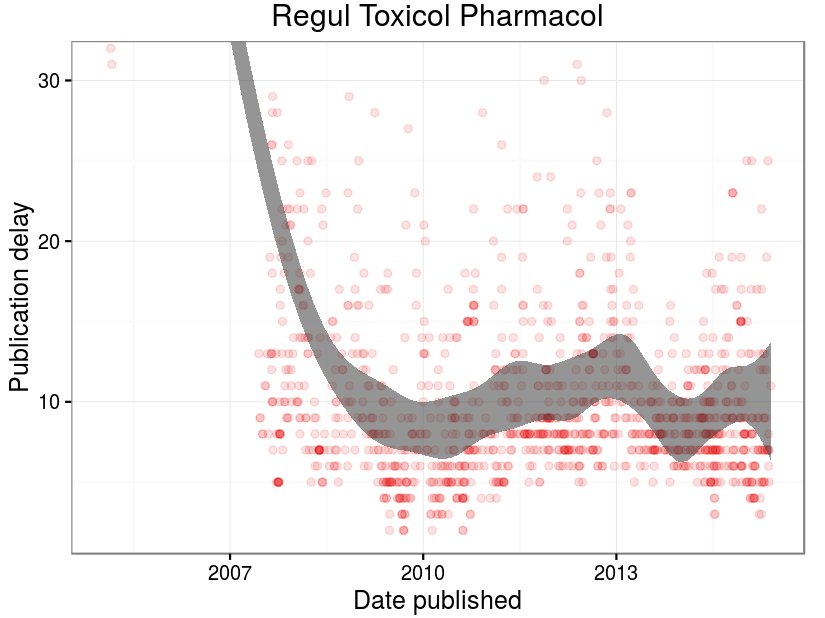 Regul Toxicol Pharmacol
Publication delay
30
20
10
2007 2010 2013
Date published